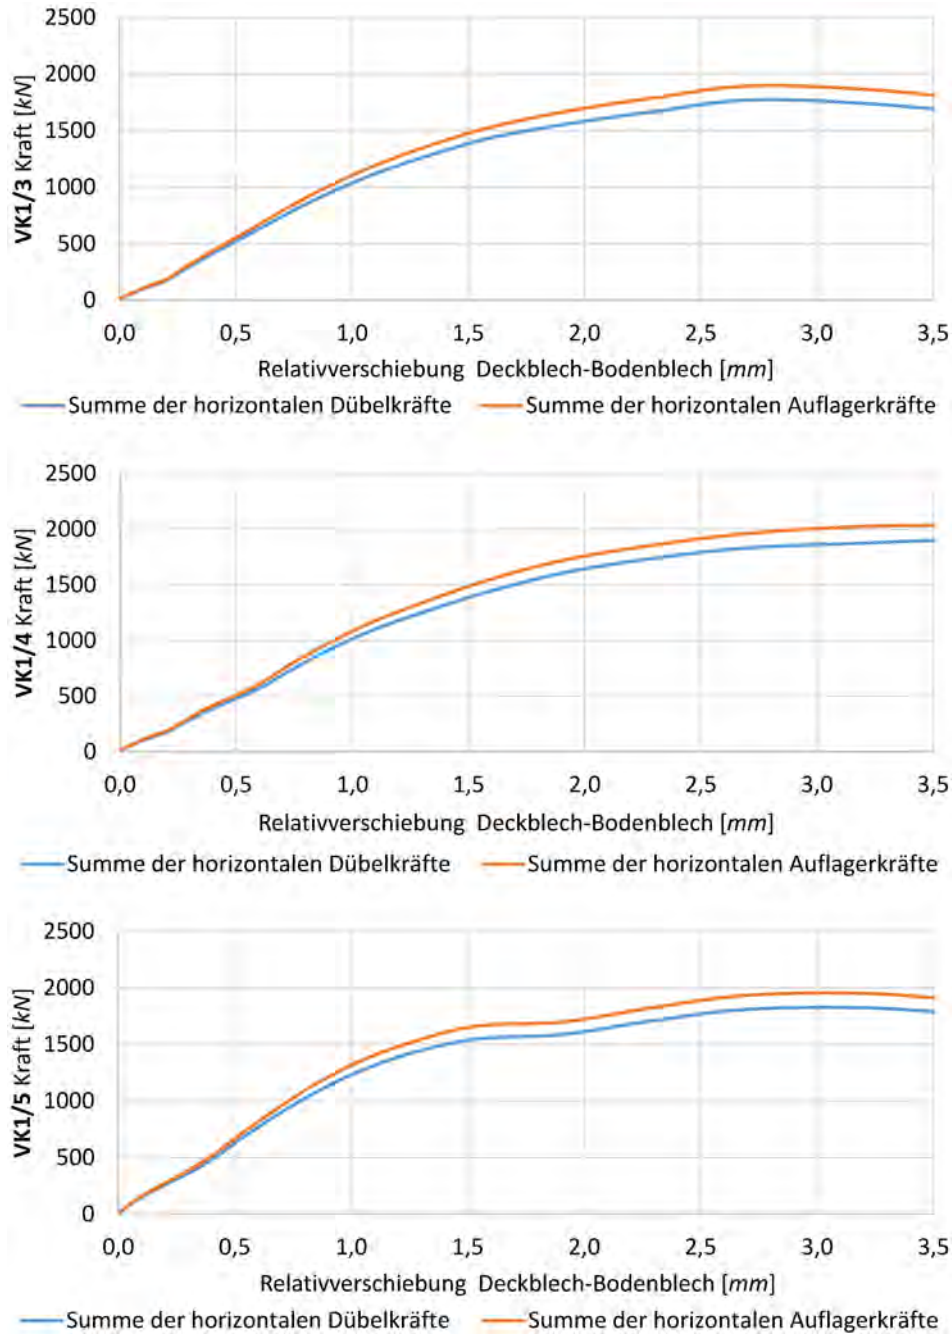 2500
2000
1500
1000
500
0
VK1/3 Kraft [kN]
0,0 0,5 1,0 1,5 2,0 2,5 3,0 3,5
Relativverschiebung Deckblech-Bodenblech [mm]
Summe der horizontalen Dübelkräfte Summe der horizontalen Auflagerkräfte
2500
2000
1500
1000
500
0
VK1/4 Kraft [kN]
0,0 0,5 1,0 1,5 2,0 2,5 3,0 3,5
Relativverschiebung Deckblech-Bodenblech [mm]
Summe der horizontalen Dübelkräfte Summe der horizontalen Auflagerkräfte
2500
2000
1500
1000
500
0
VK1/5 Kraft [kN]
0,0 0,5 1,0 1,5 2,0 2,5 3,0 3,5
Relativverschiebung Deckblech-Bodenblech [mm]
Summe der horizontalen Dübelkräfte Summe der horizontalen Auflagerkräfte